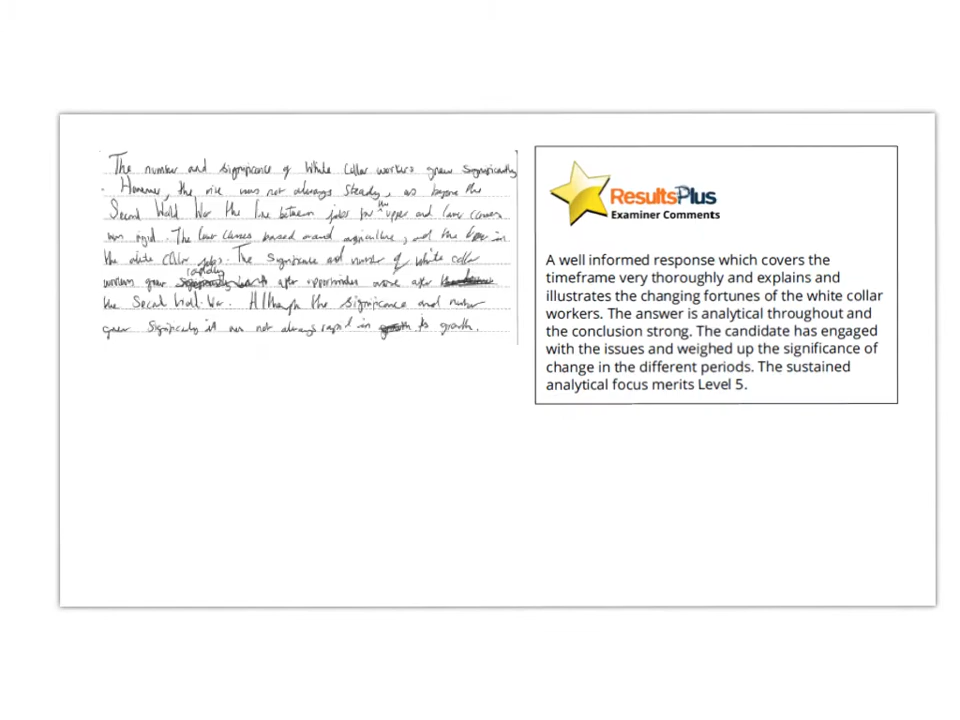 The number and significance of White Collar workers grew significantly
. However, the rise was not always steady, as before the
Second World War the line between jobs for the upper and lower classes
was rigid. The lower classes based around agriculture, and the upper in
the white collar jobs. The significance and number of white collar
workers grew rapidly after opportunities arose after
the Second World War. Although the significance and number
grew significantly it was not always rapid in its growth.
ResultsPlus
Examiner Comments
A well informed response which covers the
timeframe very thoroughly and explains and
illustrates the changing fortunes of the white collar
workers. The answer is analytical throughout and
the conclusion strong. The candidate has engaged
with the issues and weighed up the significance of
change in the different periods. The sustained
analytical focus merits Level 5.